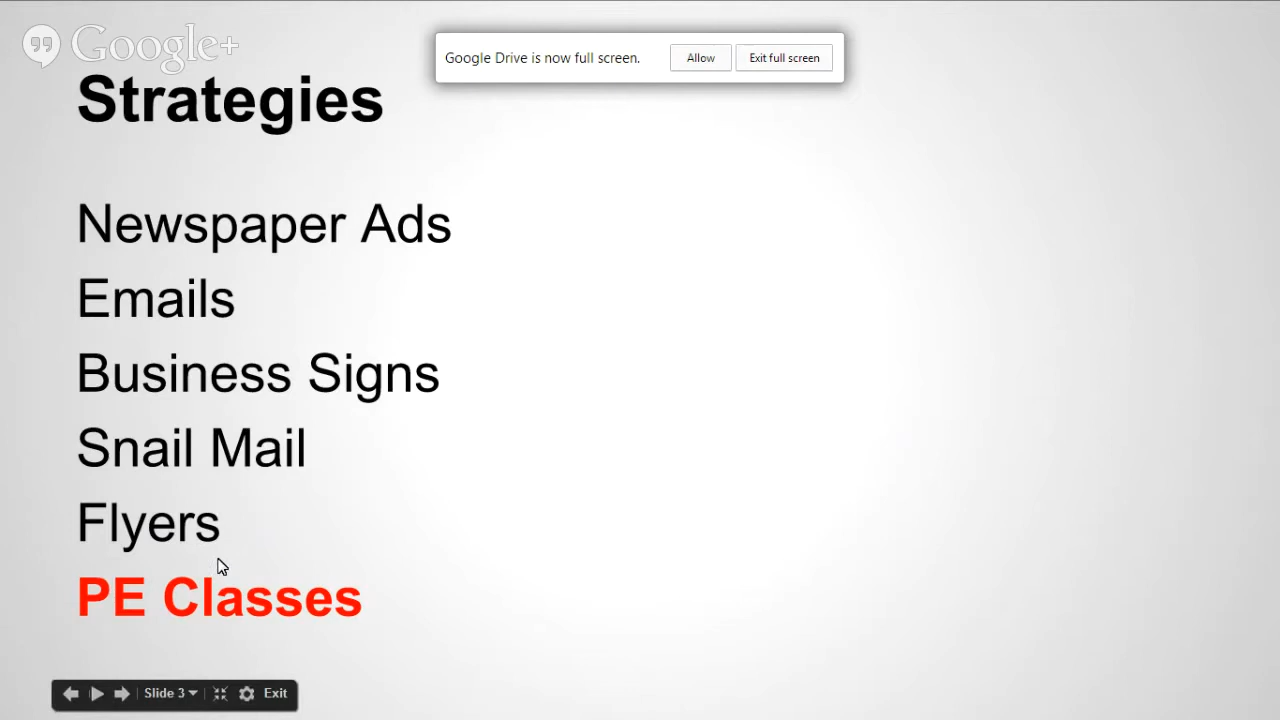 Google+
Google Drive is now full screen. Allow Exit full screen
Strategies
Newspaper Ads
Emails
Business Signs
Snail Mail
Flyers
PE Classes
Slide 3 Exit